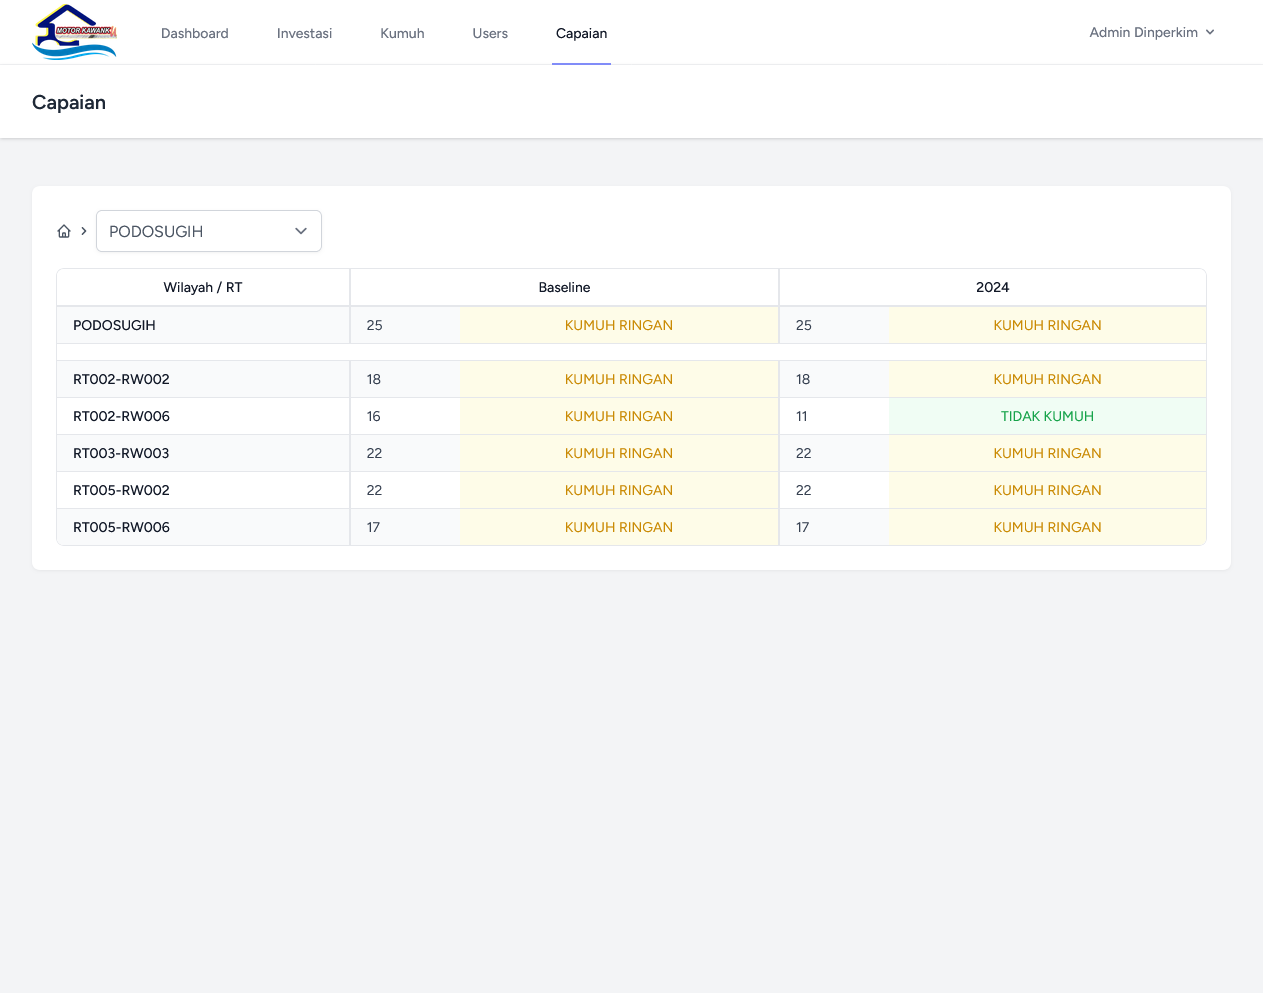 MOTOR KAWANK
Dashboard Investasi Kumuh Users Capaian Admin Dinperkim
Capaian
PODOSUGIH
Wilayah / RT Baseline 2024
PODOSUGIH 25 KUMUH RINGAN 25 KUMUH RINGAN
RT002-RW002 18 KUMUH RINGAN 18 KUMUH RINGAN
RT002-RW006 16 KUMUH RINGAN 11 TIDAK KUMUH
RT003-RW003 22 KUMUH RINGAN 22 KUMUH RINGAN
RT005-RW002 22 KUMUH RINGAN 22 KUMUH RINGAN
RT005-RW006 17 KUMUH RINGAN 17 KUMUH RINGAN